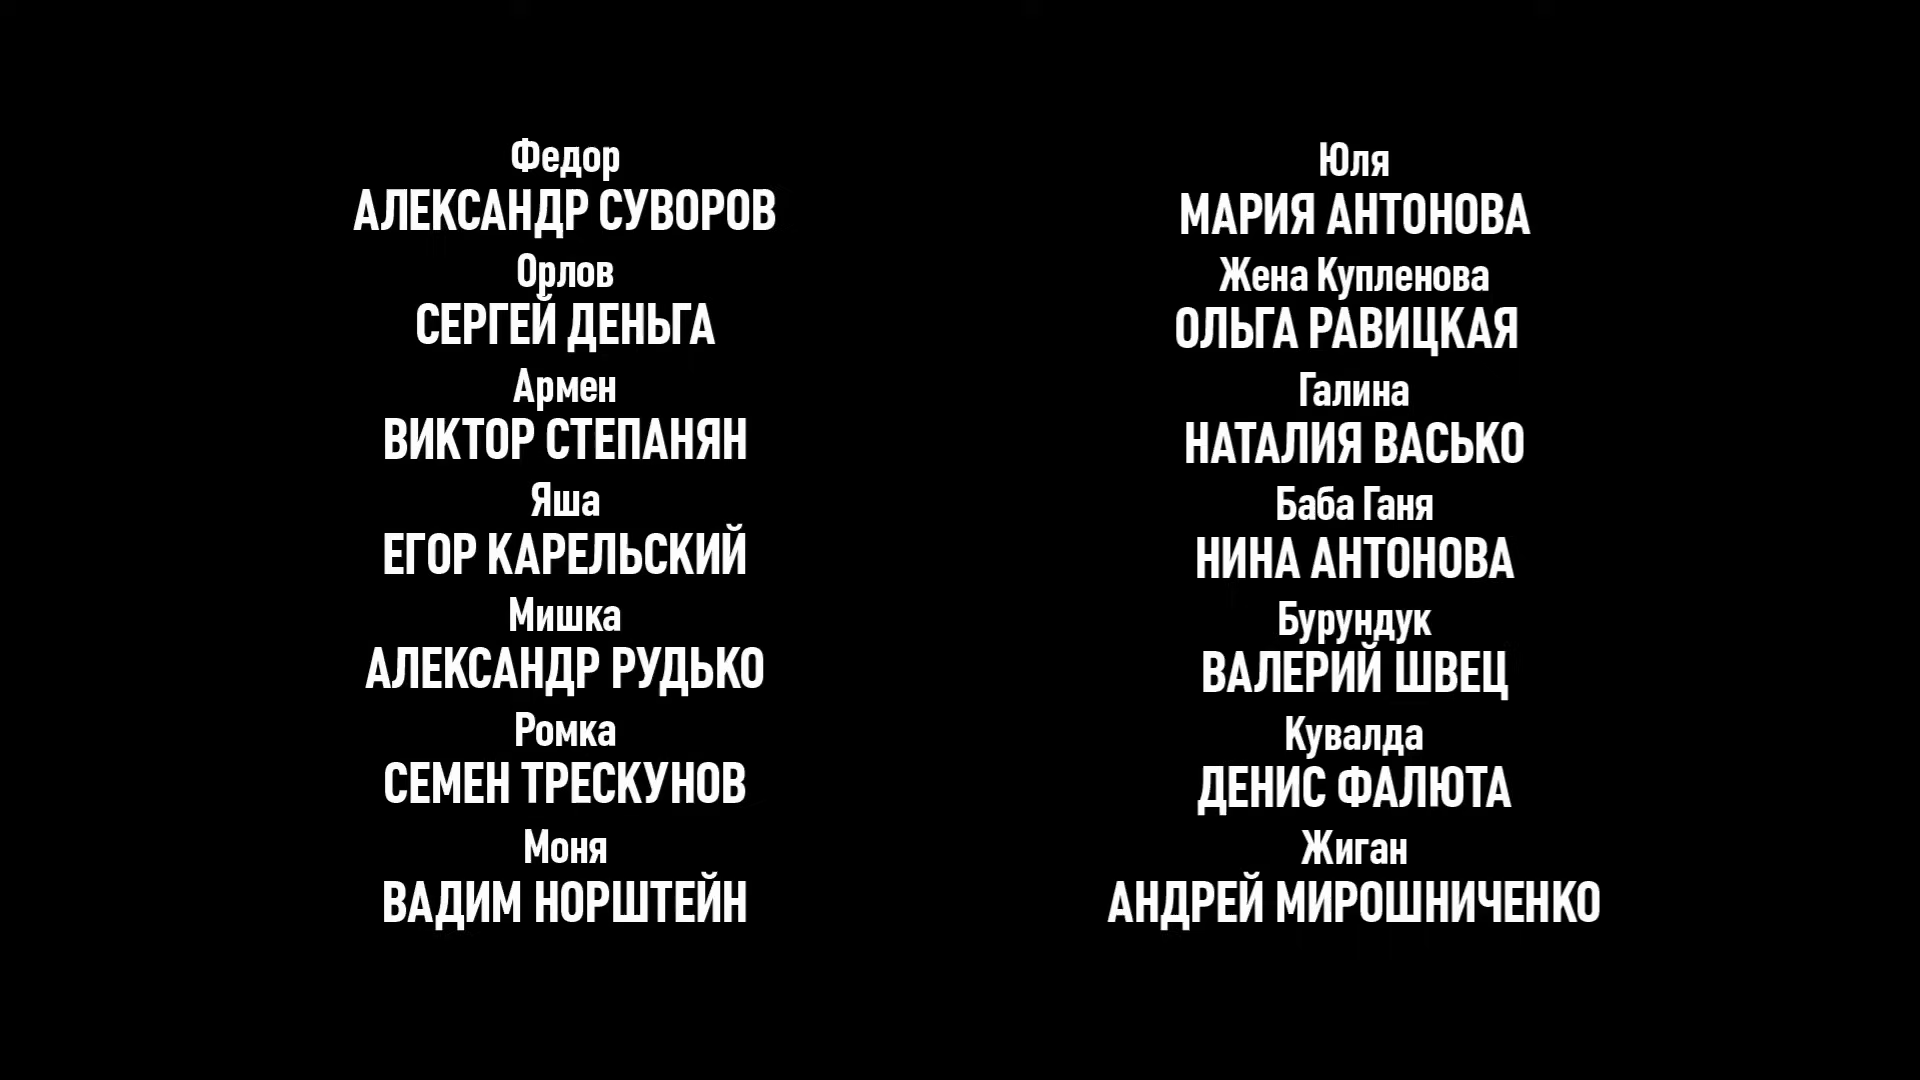 Федор
АЛЕКСАНДР СУВОРОВ
Орлов
СЕРГЕЙ ДЕНЬГА
Армен
ВИКТОР СТЕПАНЯН
Яша
ЕГОР КАРЕЛЬСКИЙ
Мишка
АЛЕКСАНДР РУДЬКО
Ромка
СЕМЕН ТРЕСКУНОВ
Моня
ВАДИМ НОРШТЕЙН
Юля
МАРИЯ АНТОНОВА
Жена Купленова
ОЛЬГА РАВИЦКАЯ
Галина
НАТАЛИЯ ВАСЬКО
Баба Ганя
НИНА АНТОНОВА
Бурундук
ВАЛЕРИЙ ШВЕЦ
Кувалда
ДЕНИС ФАЛЮТА
Жиган
АНДРЕЙ МИРОШНИЧЕНКО